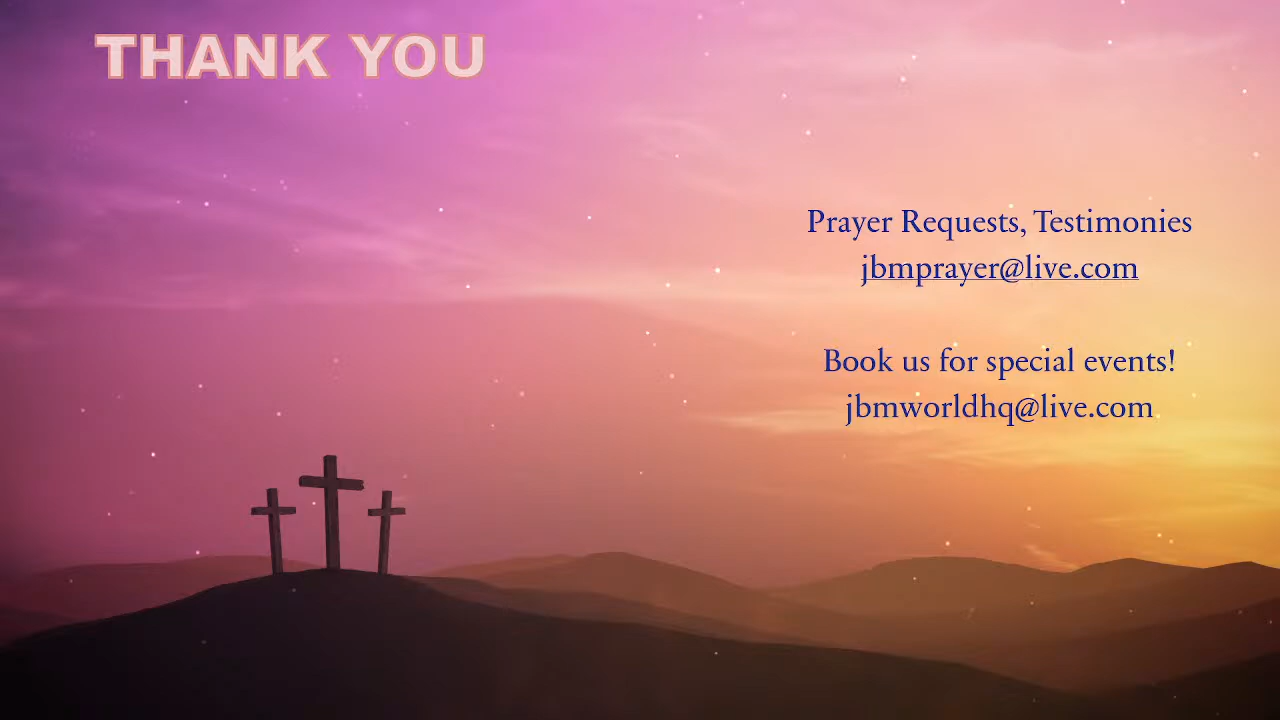 THANK YOU
Prayer Requests, Testimonies
jbmprayer@live.com
Book us for special events!
jbmworldhq@live.com